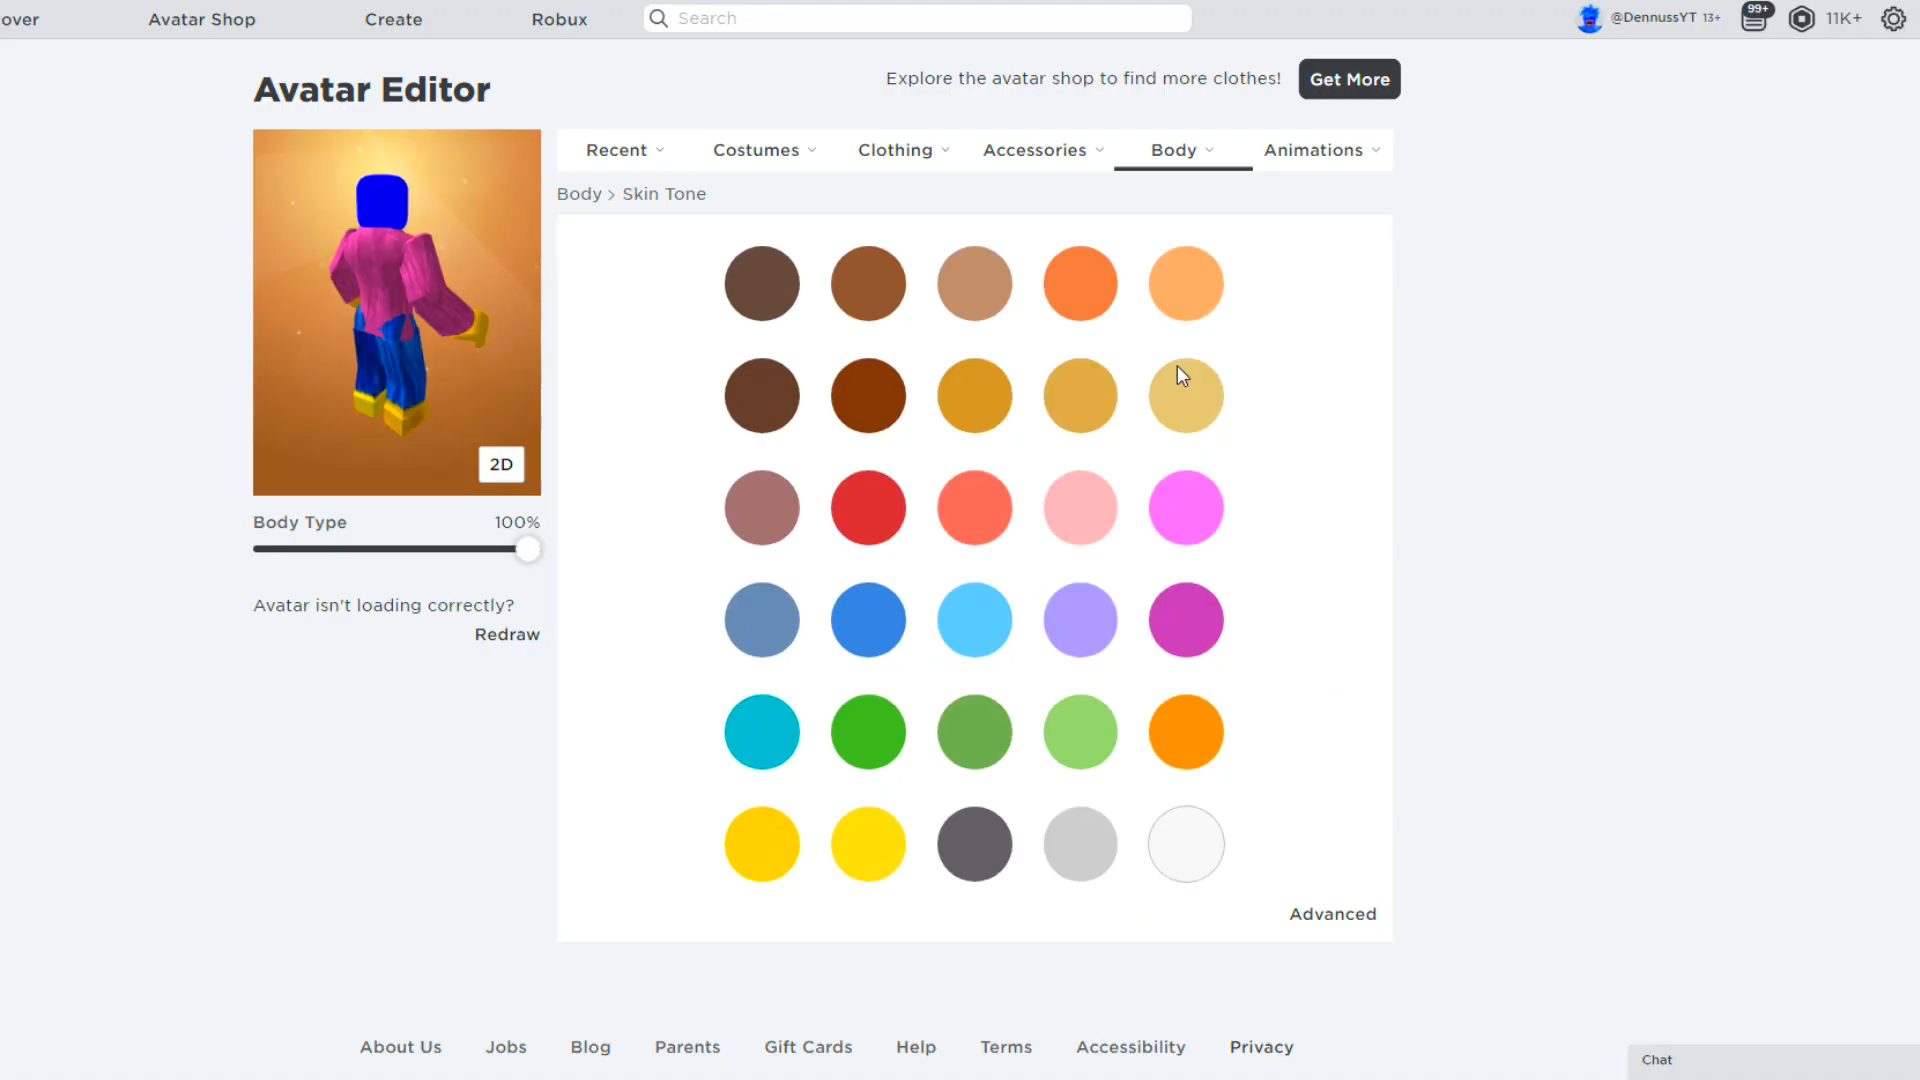 over Avatar Shop Create Robux Search @DennussYT 13+ 99+ 11K+
Avatar Editor
Explore the avatar shop to find more clothes! Get More
Recent Costumes Clothing Accessories Body Animations
Body > Skin Tone
2D
Body Type 100%
Avatar isn't loading correctly?
Redraw
Advanced
About Us Jobs Blog Parents Gift Cards Help Terms Accessibility Privacy
Chat